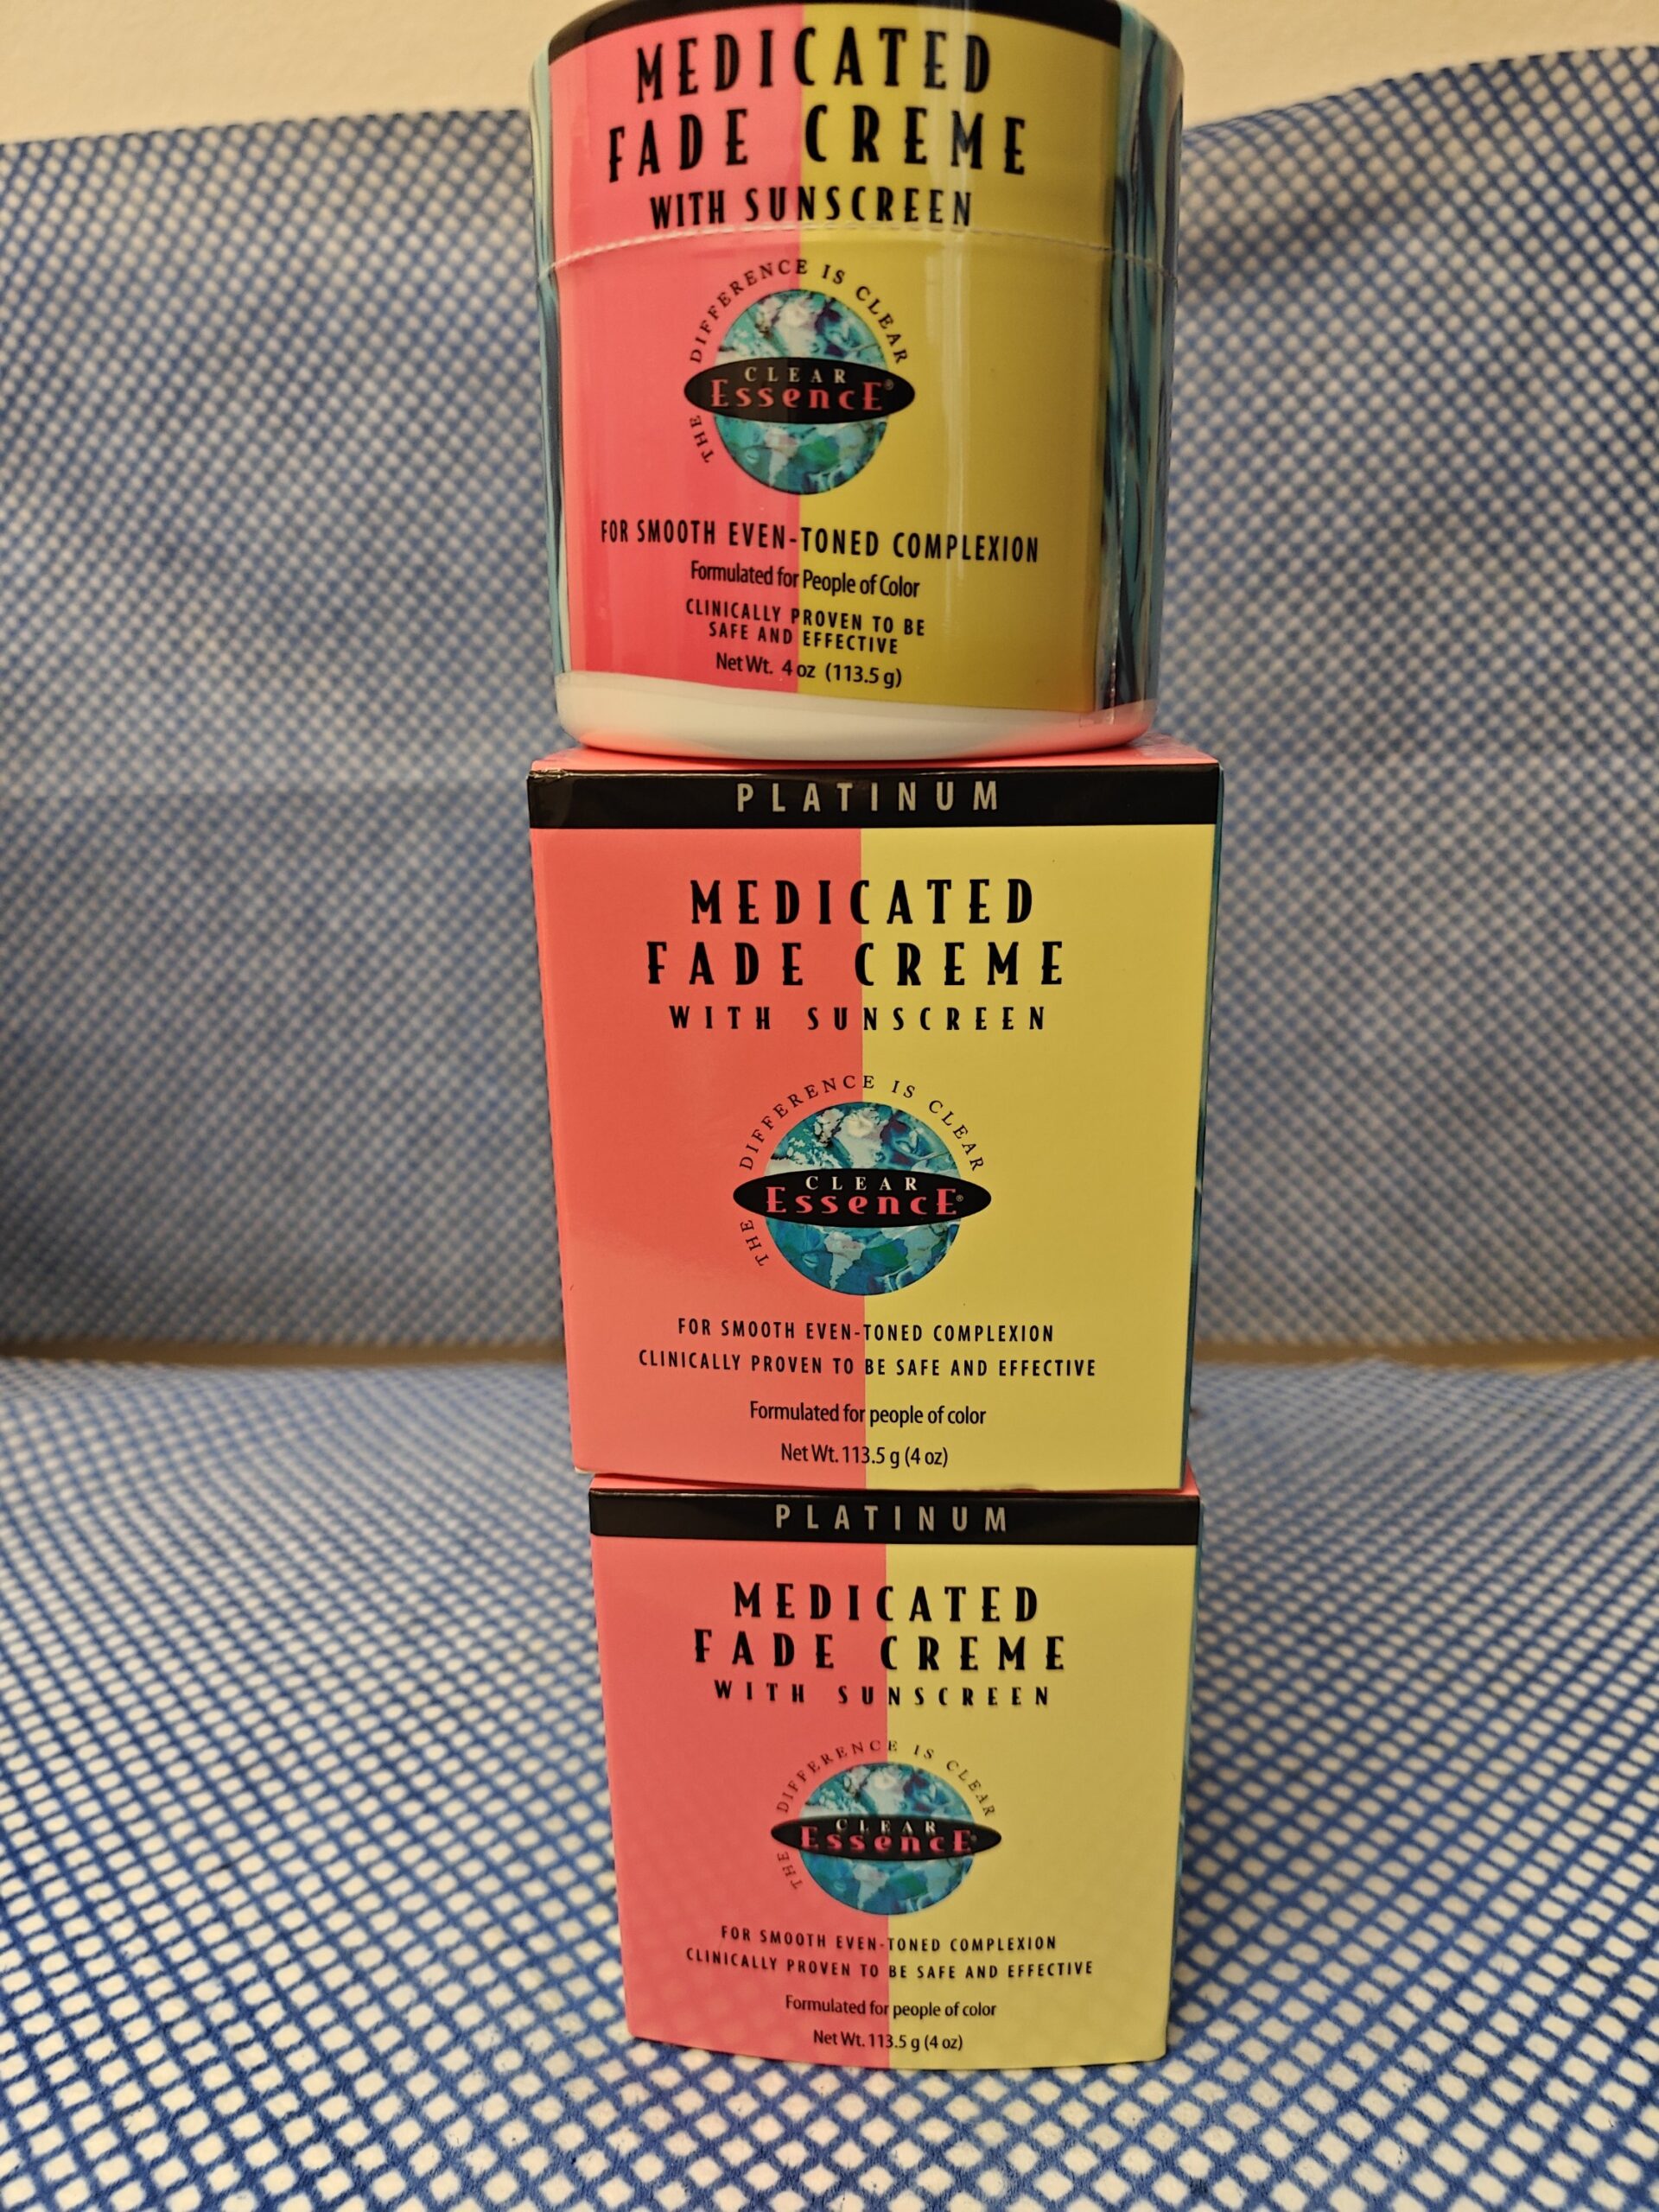 MEDICATED
FADE CREME
WITH SUNSCREEN
THE DIFFERENCE IS CLEAR
CLEAR
EssencE®
FOR SMOOTH EVEN-TONED COMPLEXION
Formulated for People of Color
CLINICALLY PROVEN TO BE
SAFE AND EFFECTIVE
Net Wt. 4 oz (113.5 g)
PLATINUM
MEDICATED
FADE CREME
WITH SUNSCREEN
THE DIFFERENCE IS CLEAR
CLEAR
EssencE®
FOR SMOOTH EVEN-TONED COMPLEXION
CLINICALLY PROVEN TO BE SAFE AND EFFECTIVE
Formulated for people of color
Net Wt. 113.5 g (4 oz)
PLATINUM
MEDICATED
FADE CREME
WITH SUNSCREEN
THE DIFFERENCE IS CLEAR
CLEAR
EssencE®
FOR SMOOTH EVEN-TONED COMPLEXION
CLINICALLY PROVEN TO BE SAFE AND EFFECTIVE
Formulated for people of color
Net Wt. 113.5 g (4 oz)